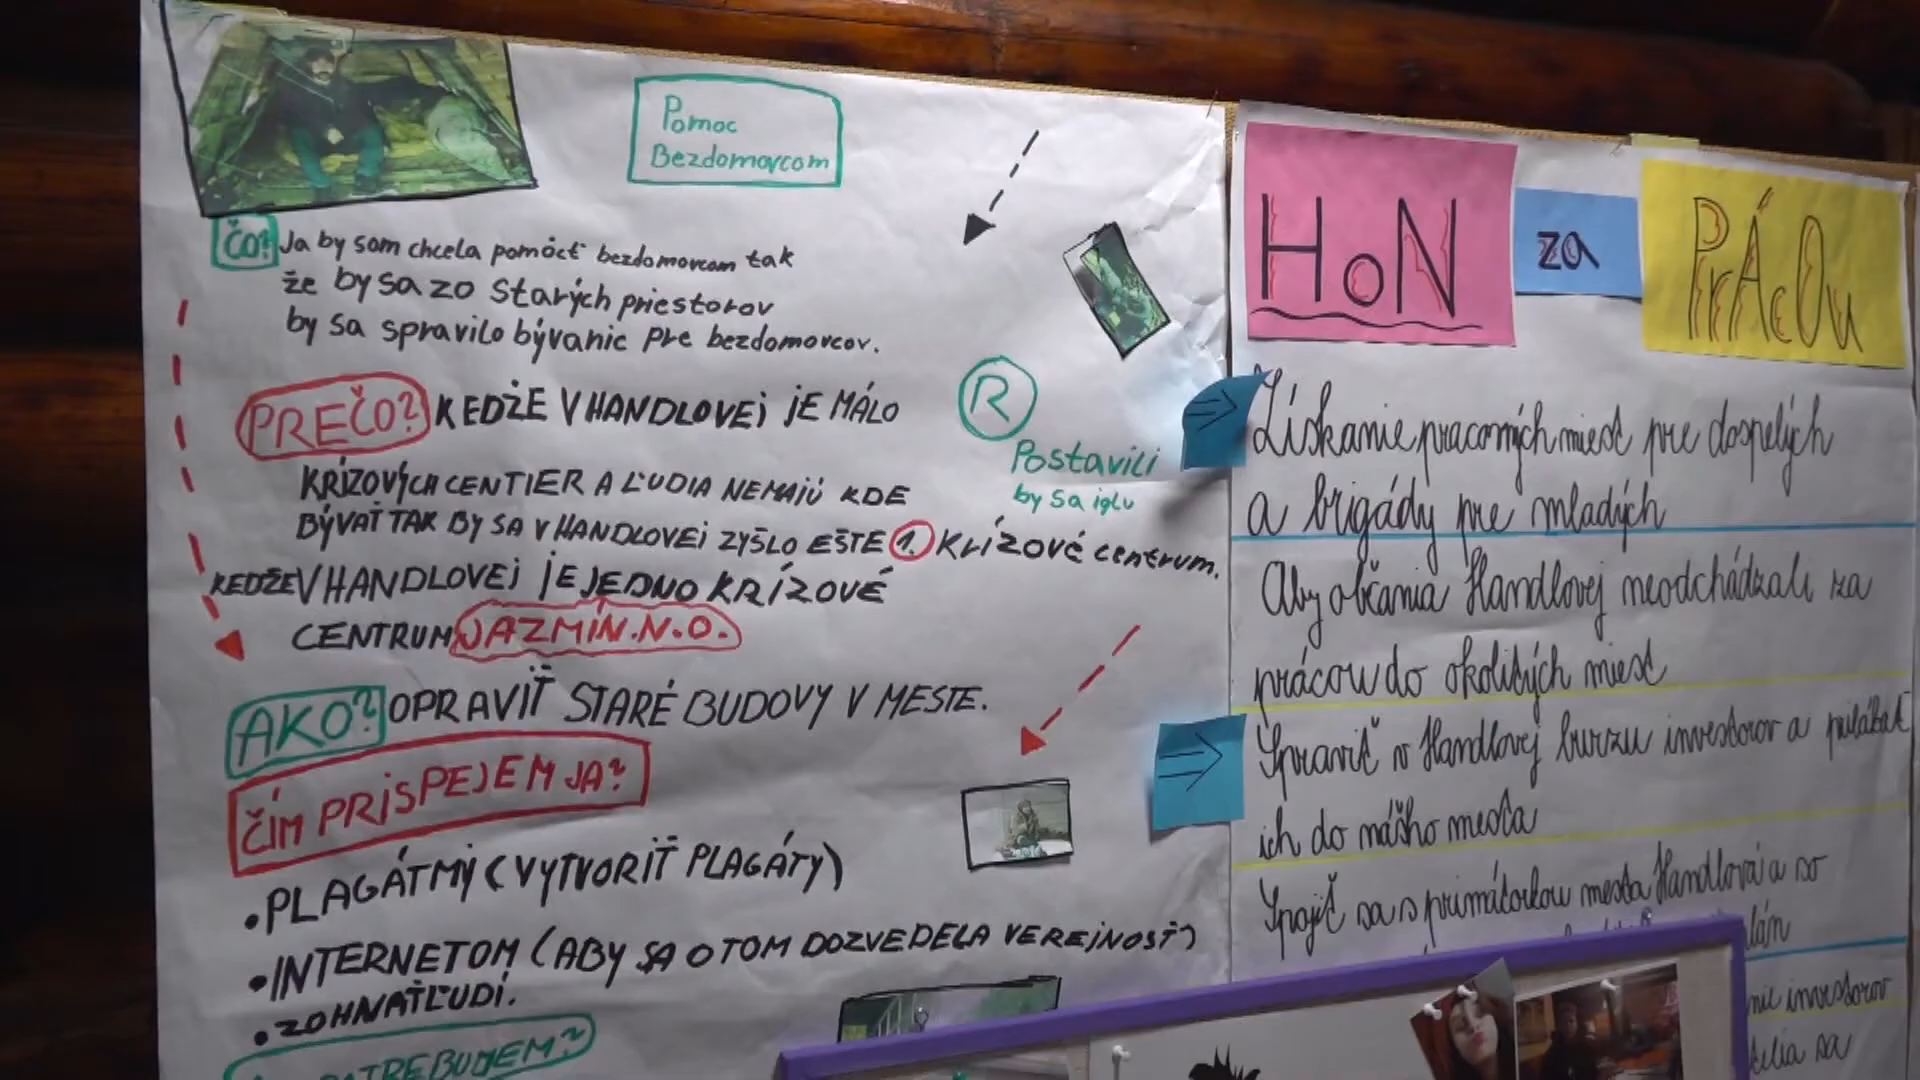 Pomoc
Bezdomovcom
ČO? Ja by som chcela pomôcť bezdomovcom tak
že by sa zo starých priestorov
by sa spravilo bývanie pre bezdomovcov.
PREČO? KEDŽE V HANDLOVEJ JE MÁLO
KRÍZOVÝCH CENTIER A ĽUDIA NEMAJÚ KDE
BÝVAŤ TAK BY SA V HANDLOVEJ ZYŠLO EŠTE 1. KRÍZOVÉ centrum.
KEDŽE V HANDLOVEJ JE JEDNO KRÍZOVÉ
CENTRUM JAZMÍN.N.O.
AKO? OPRAVIŤ STARÉ BUDOVY V MESTE.
ČÍM PRISPEJEM JA?
• PLAGÁTMY (VYTVORIŤ PLAGÁTY)
• INTERNETOM (ABY SA O TOM DOZVEDELA VEREJNOSŤ)
• ZOHNAŤ ĽUDÍ.
R
Postavili
by sa iglu
HoN za PrÁcOu
⇒ Získanie pracovných miest pre dospelých
a brigády pre mladých
Aby občania Handlovej neodchádzali za
prácou do okolitých miest
⇒ Spraviť v Handlovej burzu investorov a prilákať
ich do nášho mesta
Spojiť sa s primátorkou mesta Handlová a so
investorov
sa